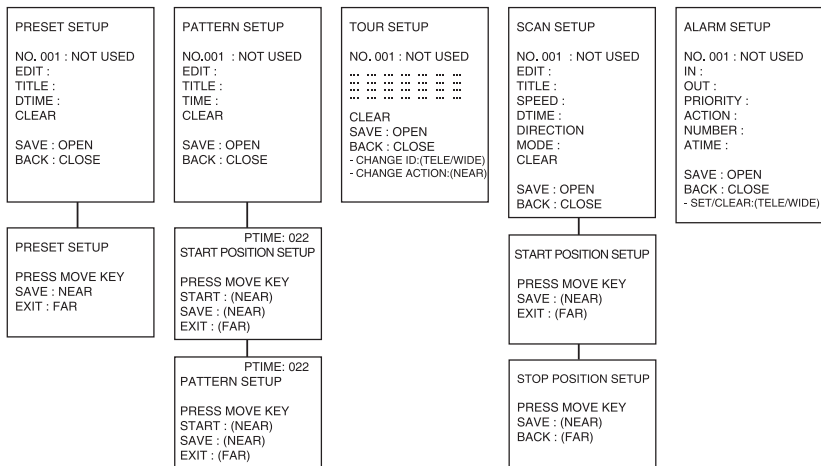 PRESET SETUP
NO. 001 : NOT USED
EDIT :
TITLE :
DTIME :
CLEAR
SAVE : OPEN
BACK : CLOSE
PRESET SETUP
PRESS MOVE KEY
SAVE : NEAR
EXIT : FAR
PATTERN SETUP
NO.001 : NOT USED
EDIT :
TITLE :
TIME :
CLEAR
SAVE : OPEN
BACK : CLOSE
PTIME: 022
START POSITION SETUP
PRESS MOVE KEY
START : (NEAR)
SAVE : (NEAR)
EXIT : (FAR)
PTIME: 022
PATTERN SETUP
PRESS MOVE KEY
START : (NEAR)
SAVE : (NEAR)
EXIT : (FAR)
TOUR SETUP
NO. 001 : NOT USED
... ... ... ... ... ... ...
... ... ... ... ... ... ...
... ... ... ... ... ... ...
CLEAR
SAVE : OPEN
BACK : CLOSE
- CHANGE ID:(TELE/WIDE)
- CHANGE ACTION:(NEAR)
SCAN SETUP
NO. 001 : NOT USED
EDIT :
TITLE :
SPEED :
DTIME :
DIRECTION
MODE :
CLEAR
SAVE : OPEN
BACK : CLOSE
START POSITION SETUP
PRESS MOVE KEY
SAVE : (NEAR)
EXIT : (FAR)
STOP POSITION SETUP
PRESS MOVE KEY
SAVE : (NEAR)
BACK : (FAR)
ALARM SETUP
NO. 001 : NOT USED
IN :
OUT :
PRIORITY :
ACTION :
NUMBER :
ATIME :
SAVE : OPEN
BACK : CLOSE
- SET/CLEAR:(TELE/WIDE)